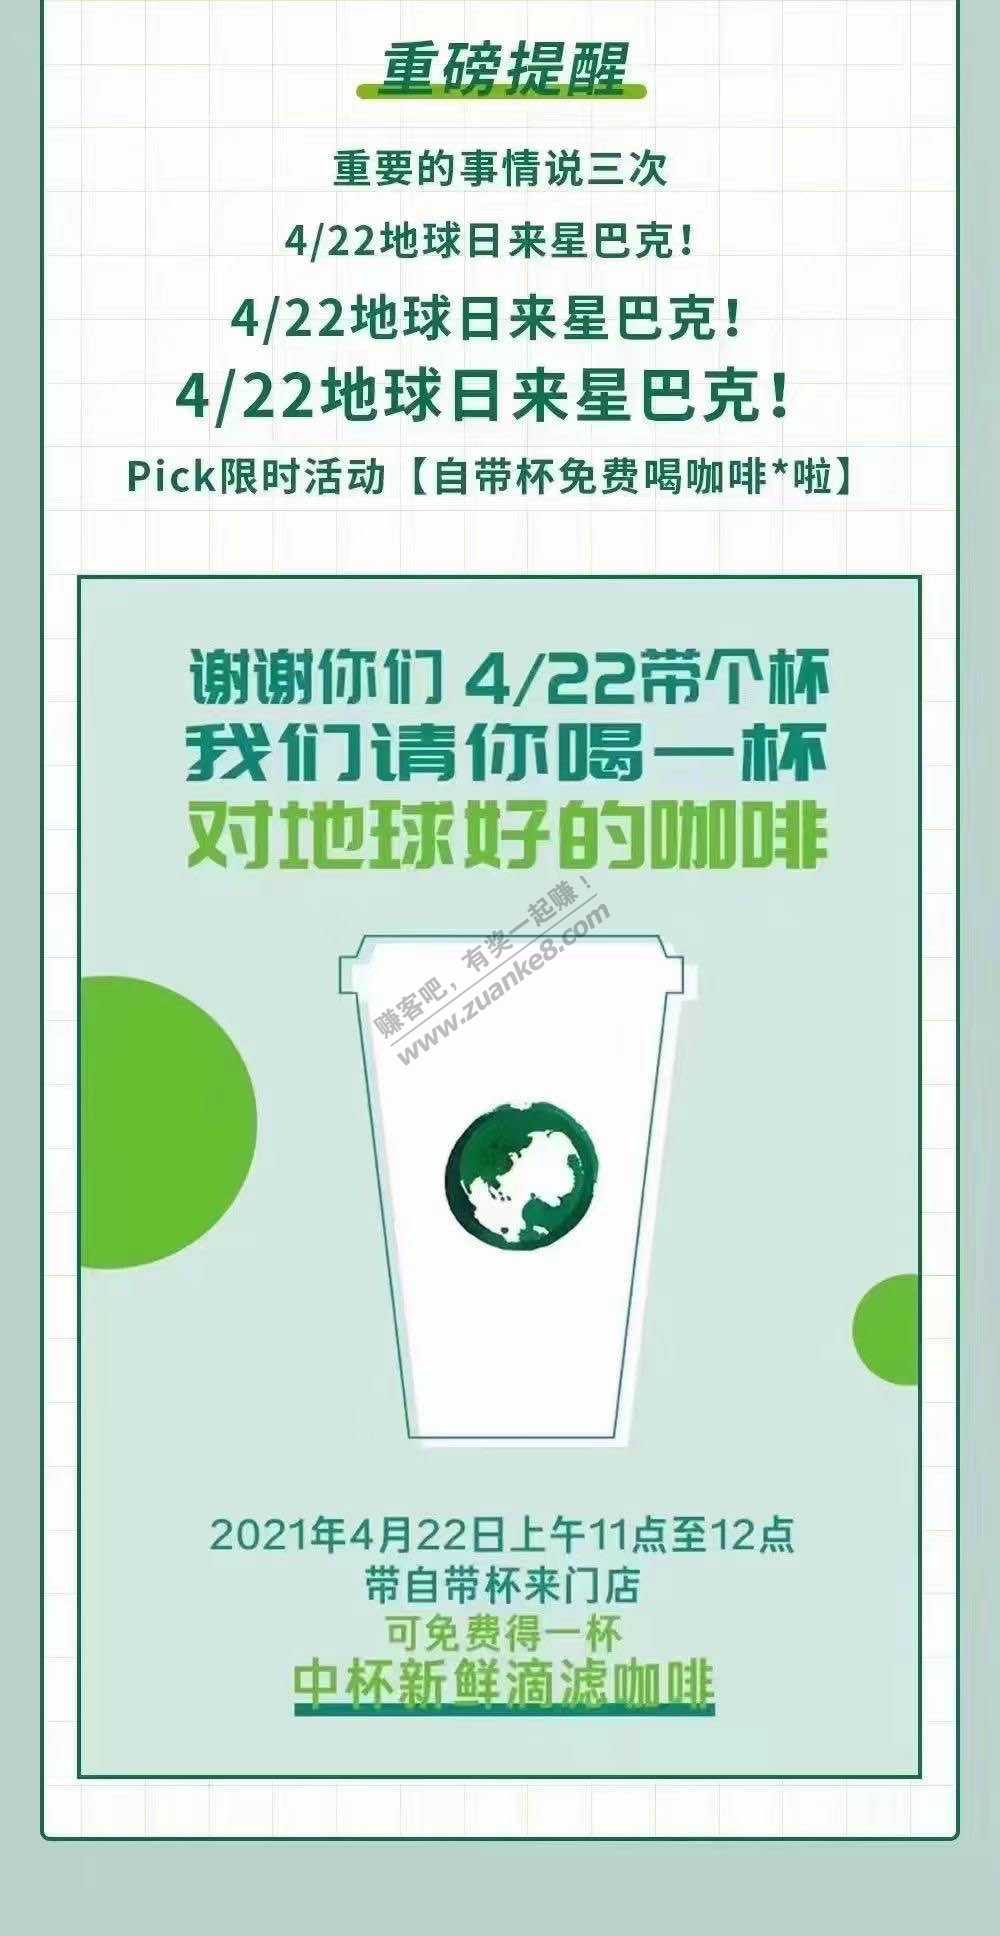 重磅提醒
重要的事情说三次
4/22地球日来星巴克！
4/22地球日来星巴克！
4/22地球日来星巴克！
Pick限时活动【自带杯免费喝咖啡*啦】
谢谢你们 4/22带个杯
我们请你喝一杯
对地球好的咖啡
赚客吧，有奖一起赚！
www.zuanke8.com
2021年4月22日上午11点至12点
带自带杯来门店
可免费得一杯
中杯新鲜滴滤咖啡